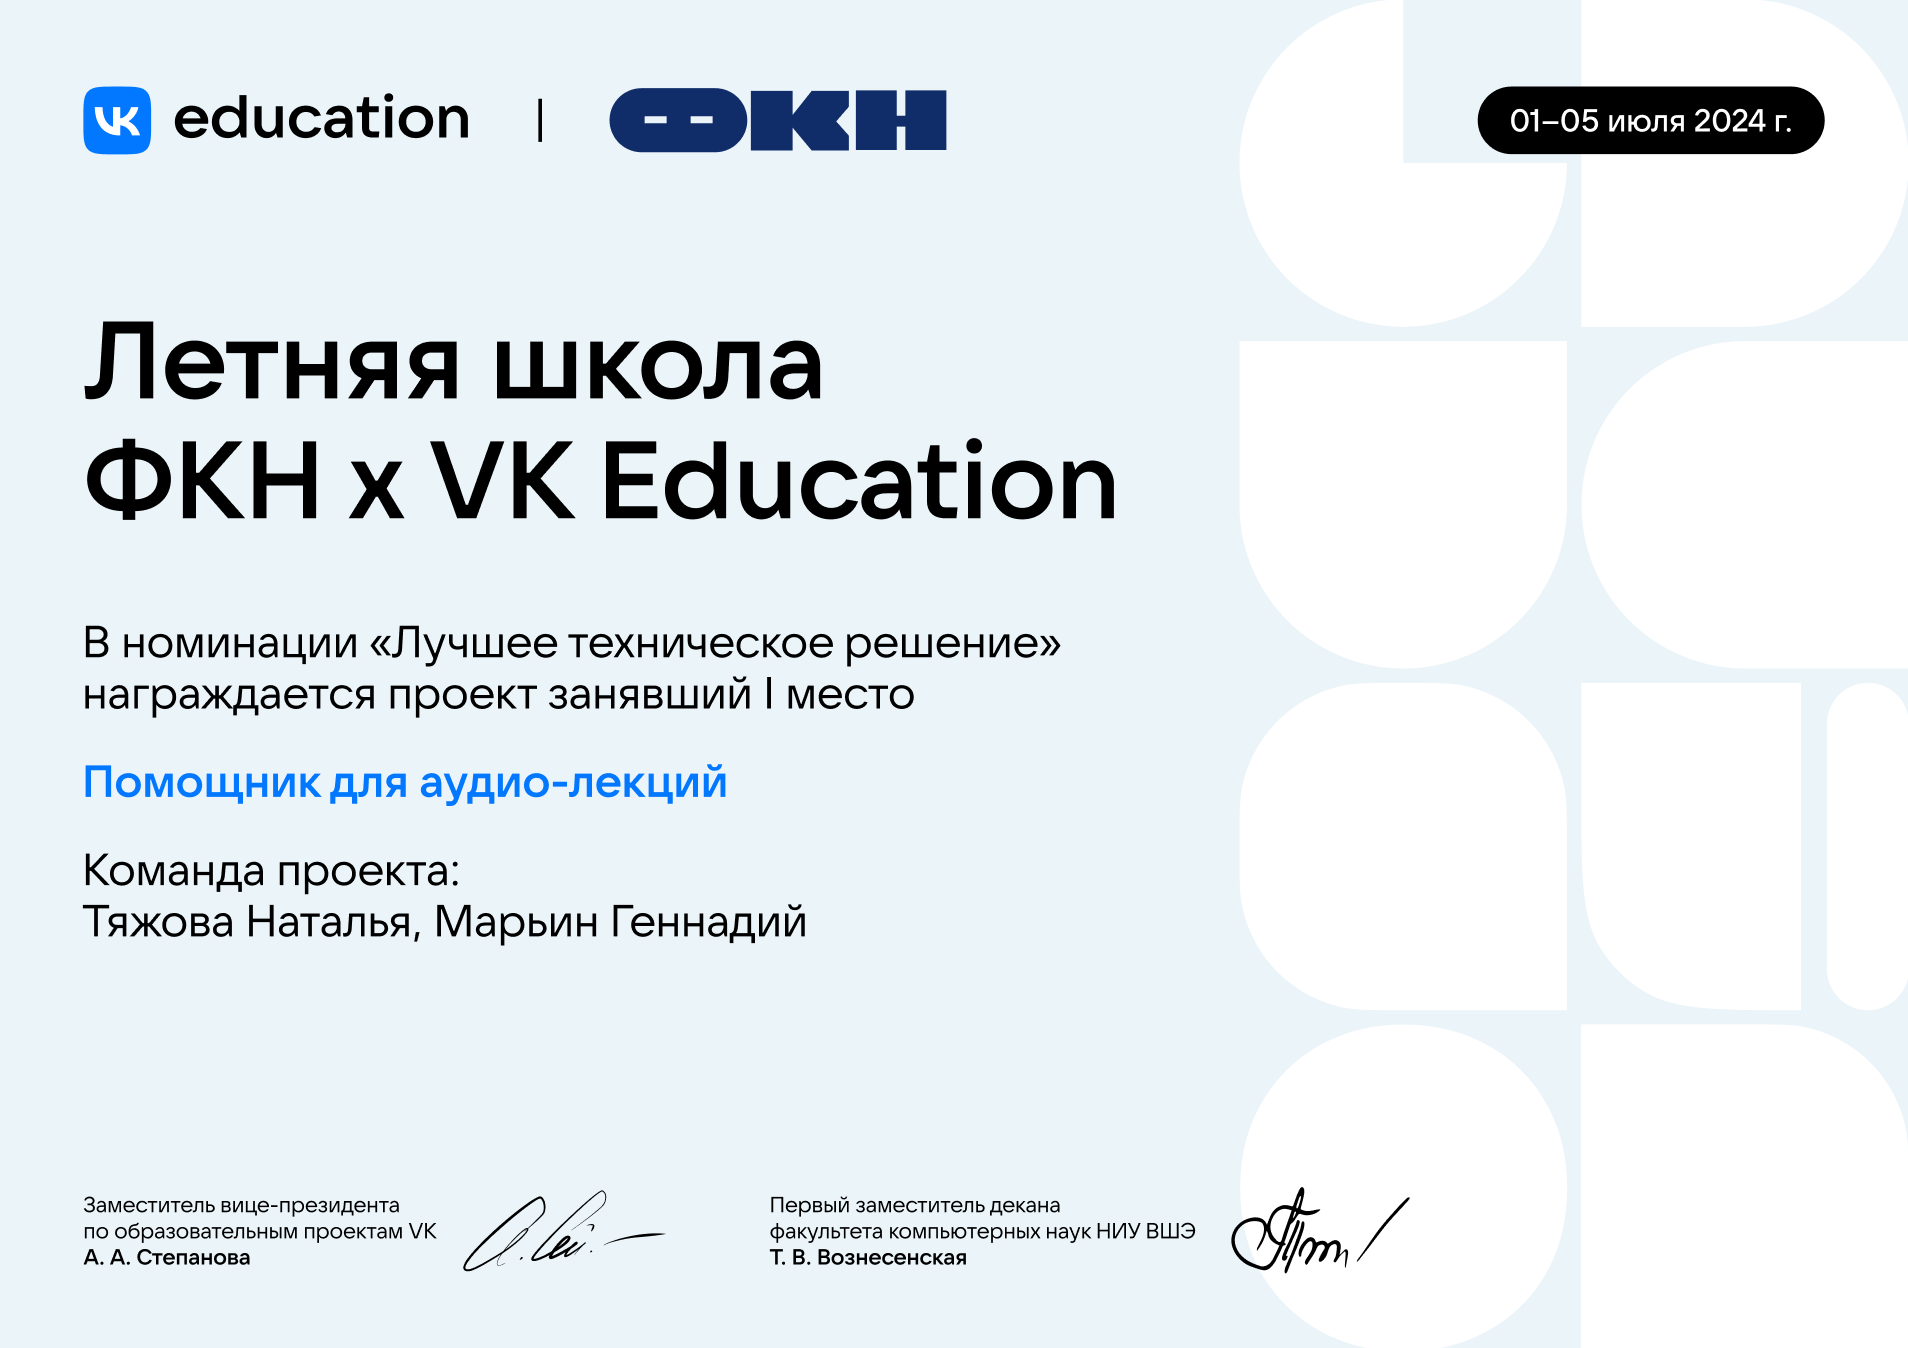 VK education | ФКН
01–05 июля 2024 г.
Летняя школа
ФКН x VK Education
В номинации «Лучшее техническое решение»
награждается проект занявший I место
Помощник для аудио-лекций
Команда проекта:
Тяжова Наталья, Марьин Геннадий
Заместитель вице-президента
по образовательным проектам VK
А. А. Степанова
Первый заместитель декана
факультета компьютерных наук НИУ ВШЭ
Т. В. Вознесенская